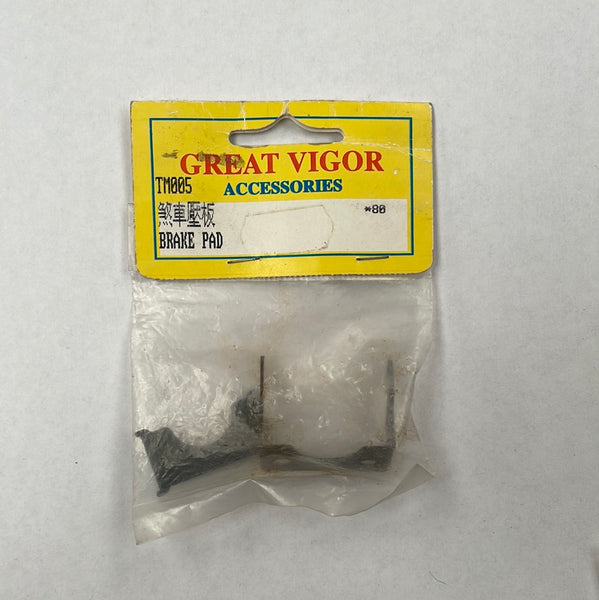 GREAT VIGOR
ACCESSORIES
TM005
煞車壓板 *80
BRAKE PAD